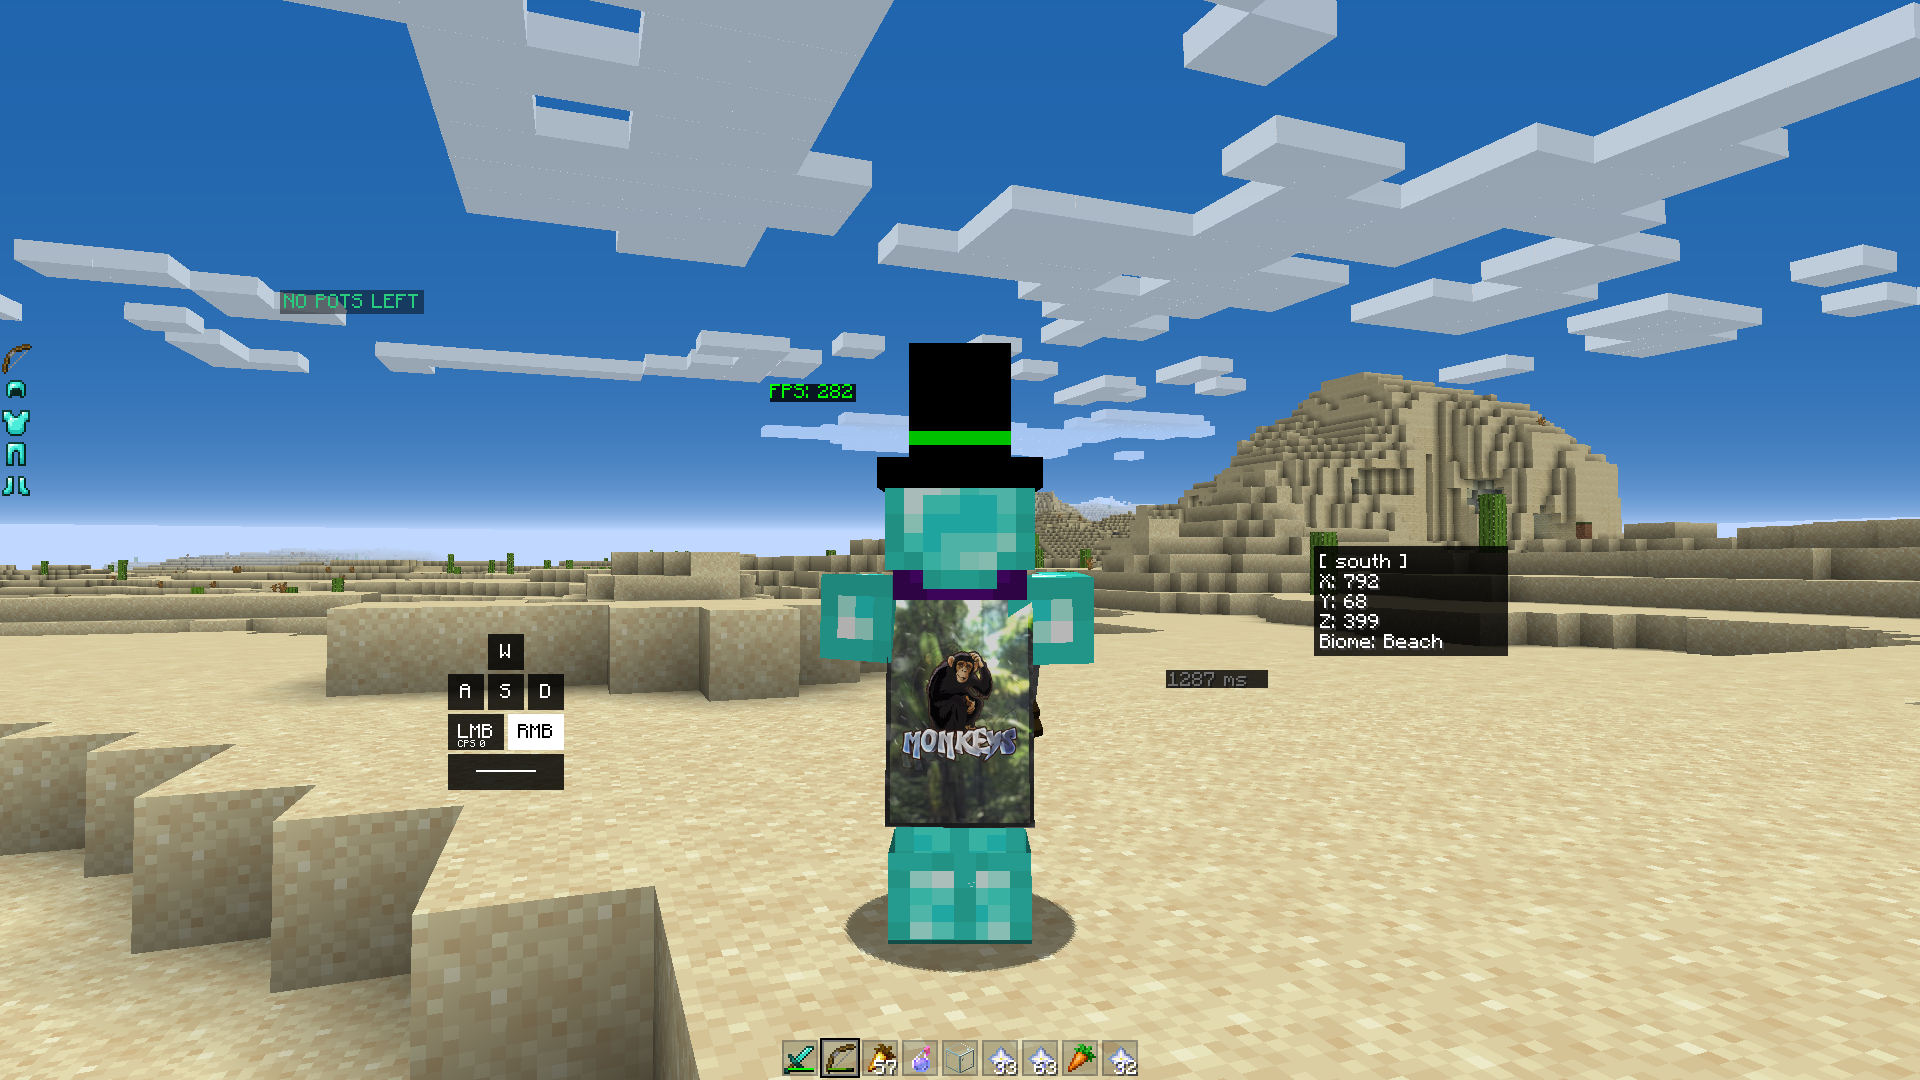 NO POTS LEFT
FPS: 282
[ south ]
X: 792
Y: 68
Z: 399
Biome: Beach
W
A S D
LMB RMB
CPS 0
1287 ms
MONKEYS
57 33 63 32